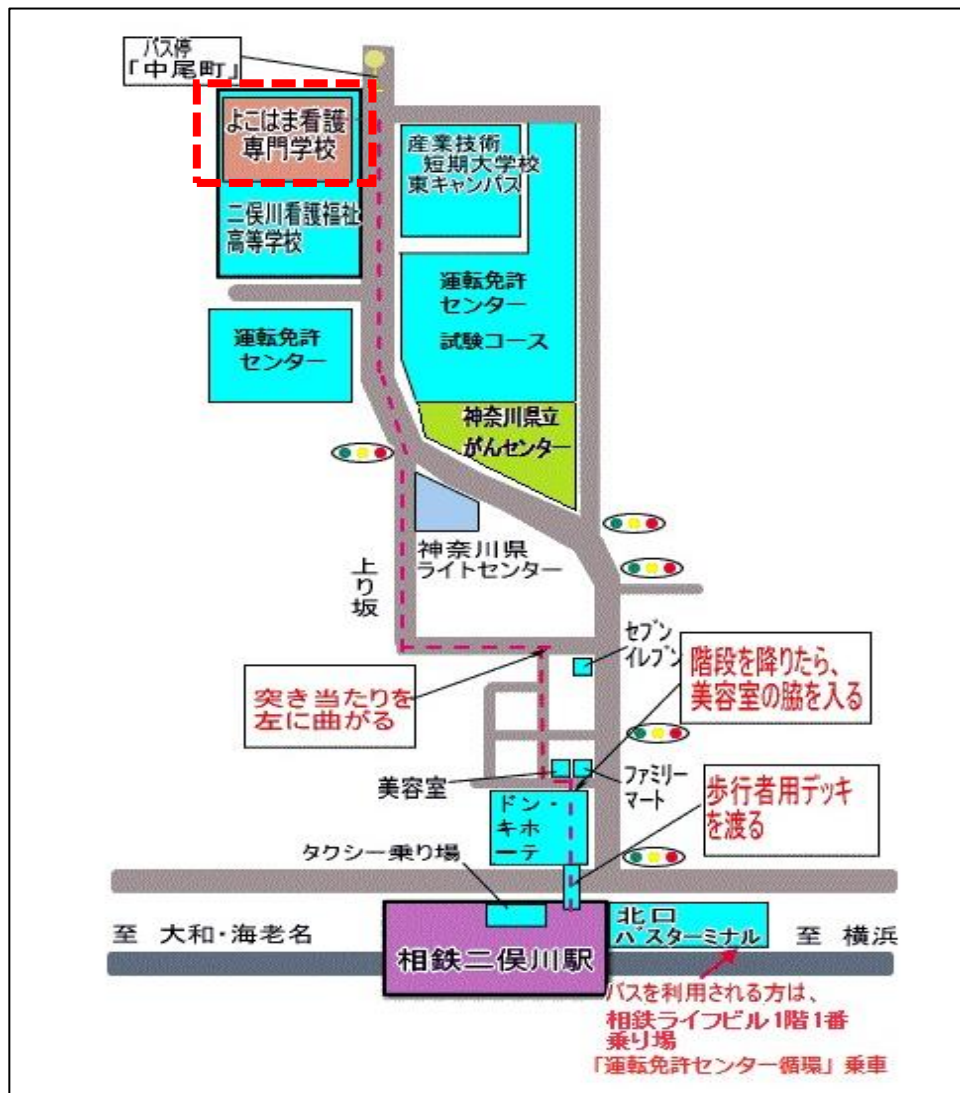 バス停
「中尾町」
よこはま看護
専門学校
二俣川看護福祉
高等学校
産業技術
短期大学校
東キャンパス
運転免許
センター
試験コース
運転免許
センター
神奈川県立
がんセンター
神奈川県
ライトセンター
上り坂
セブン
イレブン
階段を降りたら、
美容室の脇を入る
突き当たりを
左に曲がる
美容室
ファミリー
マート
歩行者用デッキ
を渡る
ドン・
キホ
ーテ
タクシー乗り場
至 大和・海老名
相鉄二俣川駅
北口
バスターミナル
至 横浜
バスを利用される方は、
相鉄ライフビル1階1番
乗り場
「運転免許センター循環」乗車